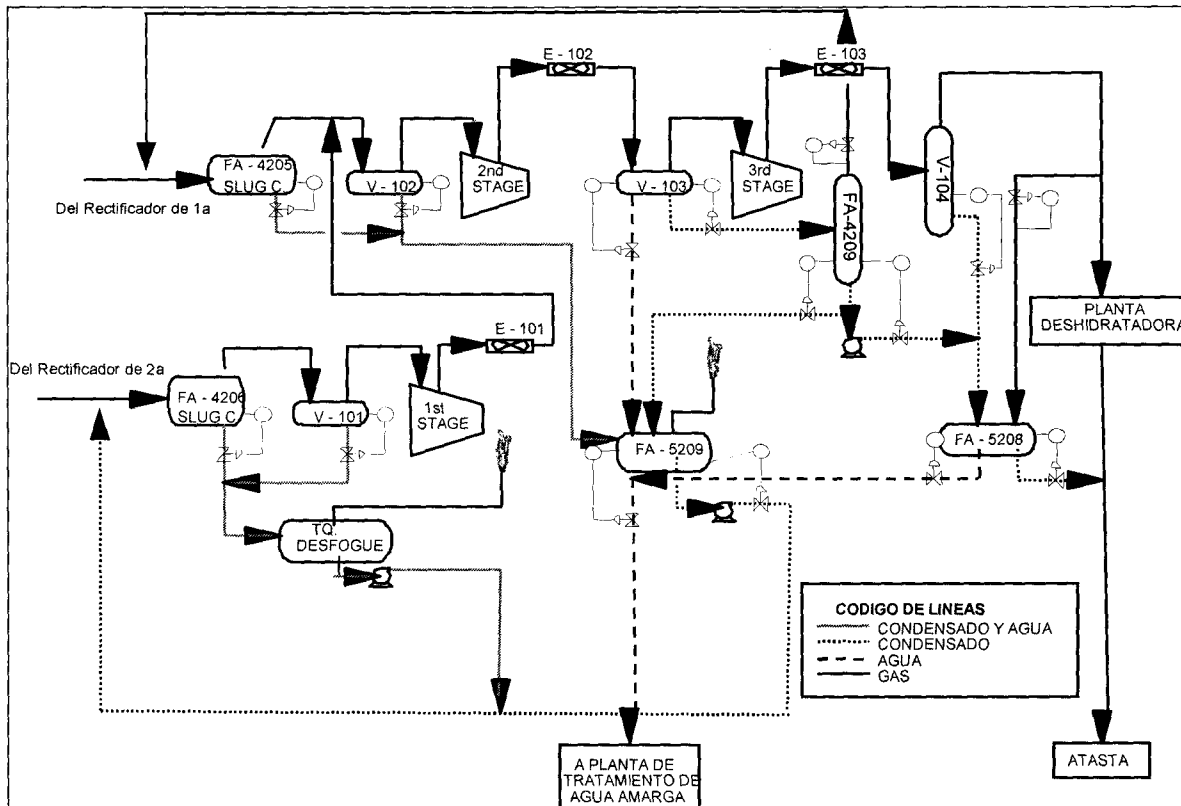 E - 102
E - 103
FA - 4205
SLUG C
V - 102
2nd
STAGE
V - 103
3rd
STAGE
FA-4209
V-104
Del Rectificador de 1a
E - 101
PLANTA
DESHIDRATADORA
Del Rectificador de 2a
FA - 4206
SLUG C
V - 101
1st
STAGE
FA - 5209
FA - 5208
TQ.
DESFOGUE
CODIGO DE LINEAS
CONDENSADO Y AGUA
CONDENSADO
AGUA
GAS
A PLANTA DE
TRATAMIENTO DE
AGUA AMARGA
ATASTA